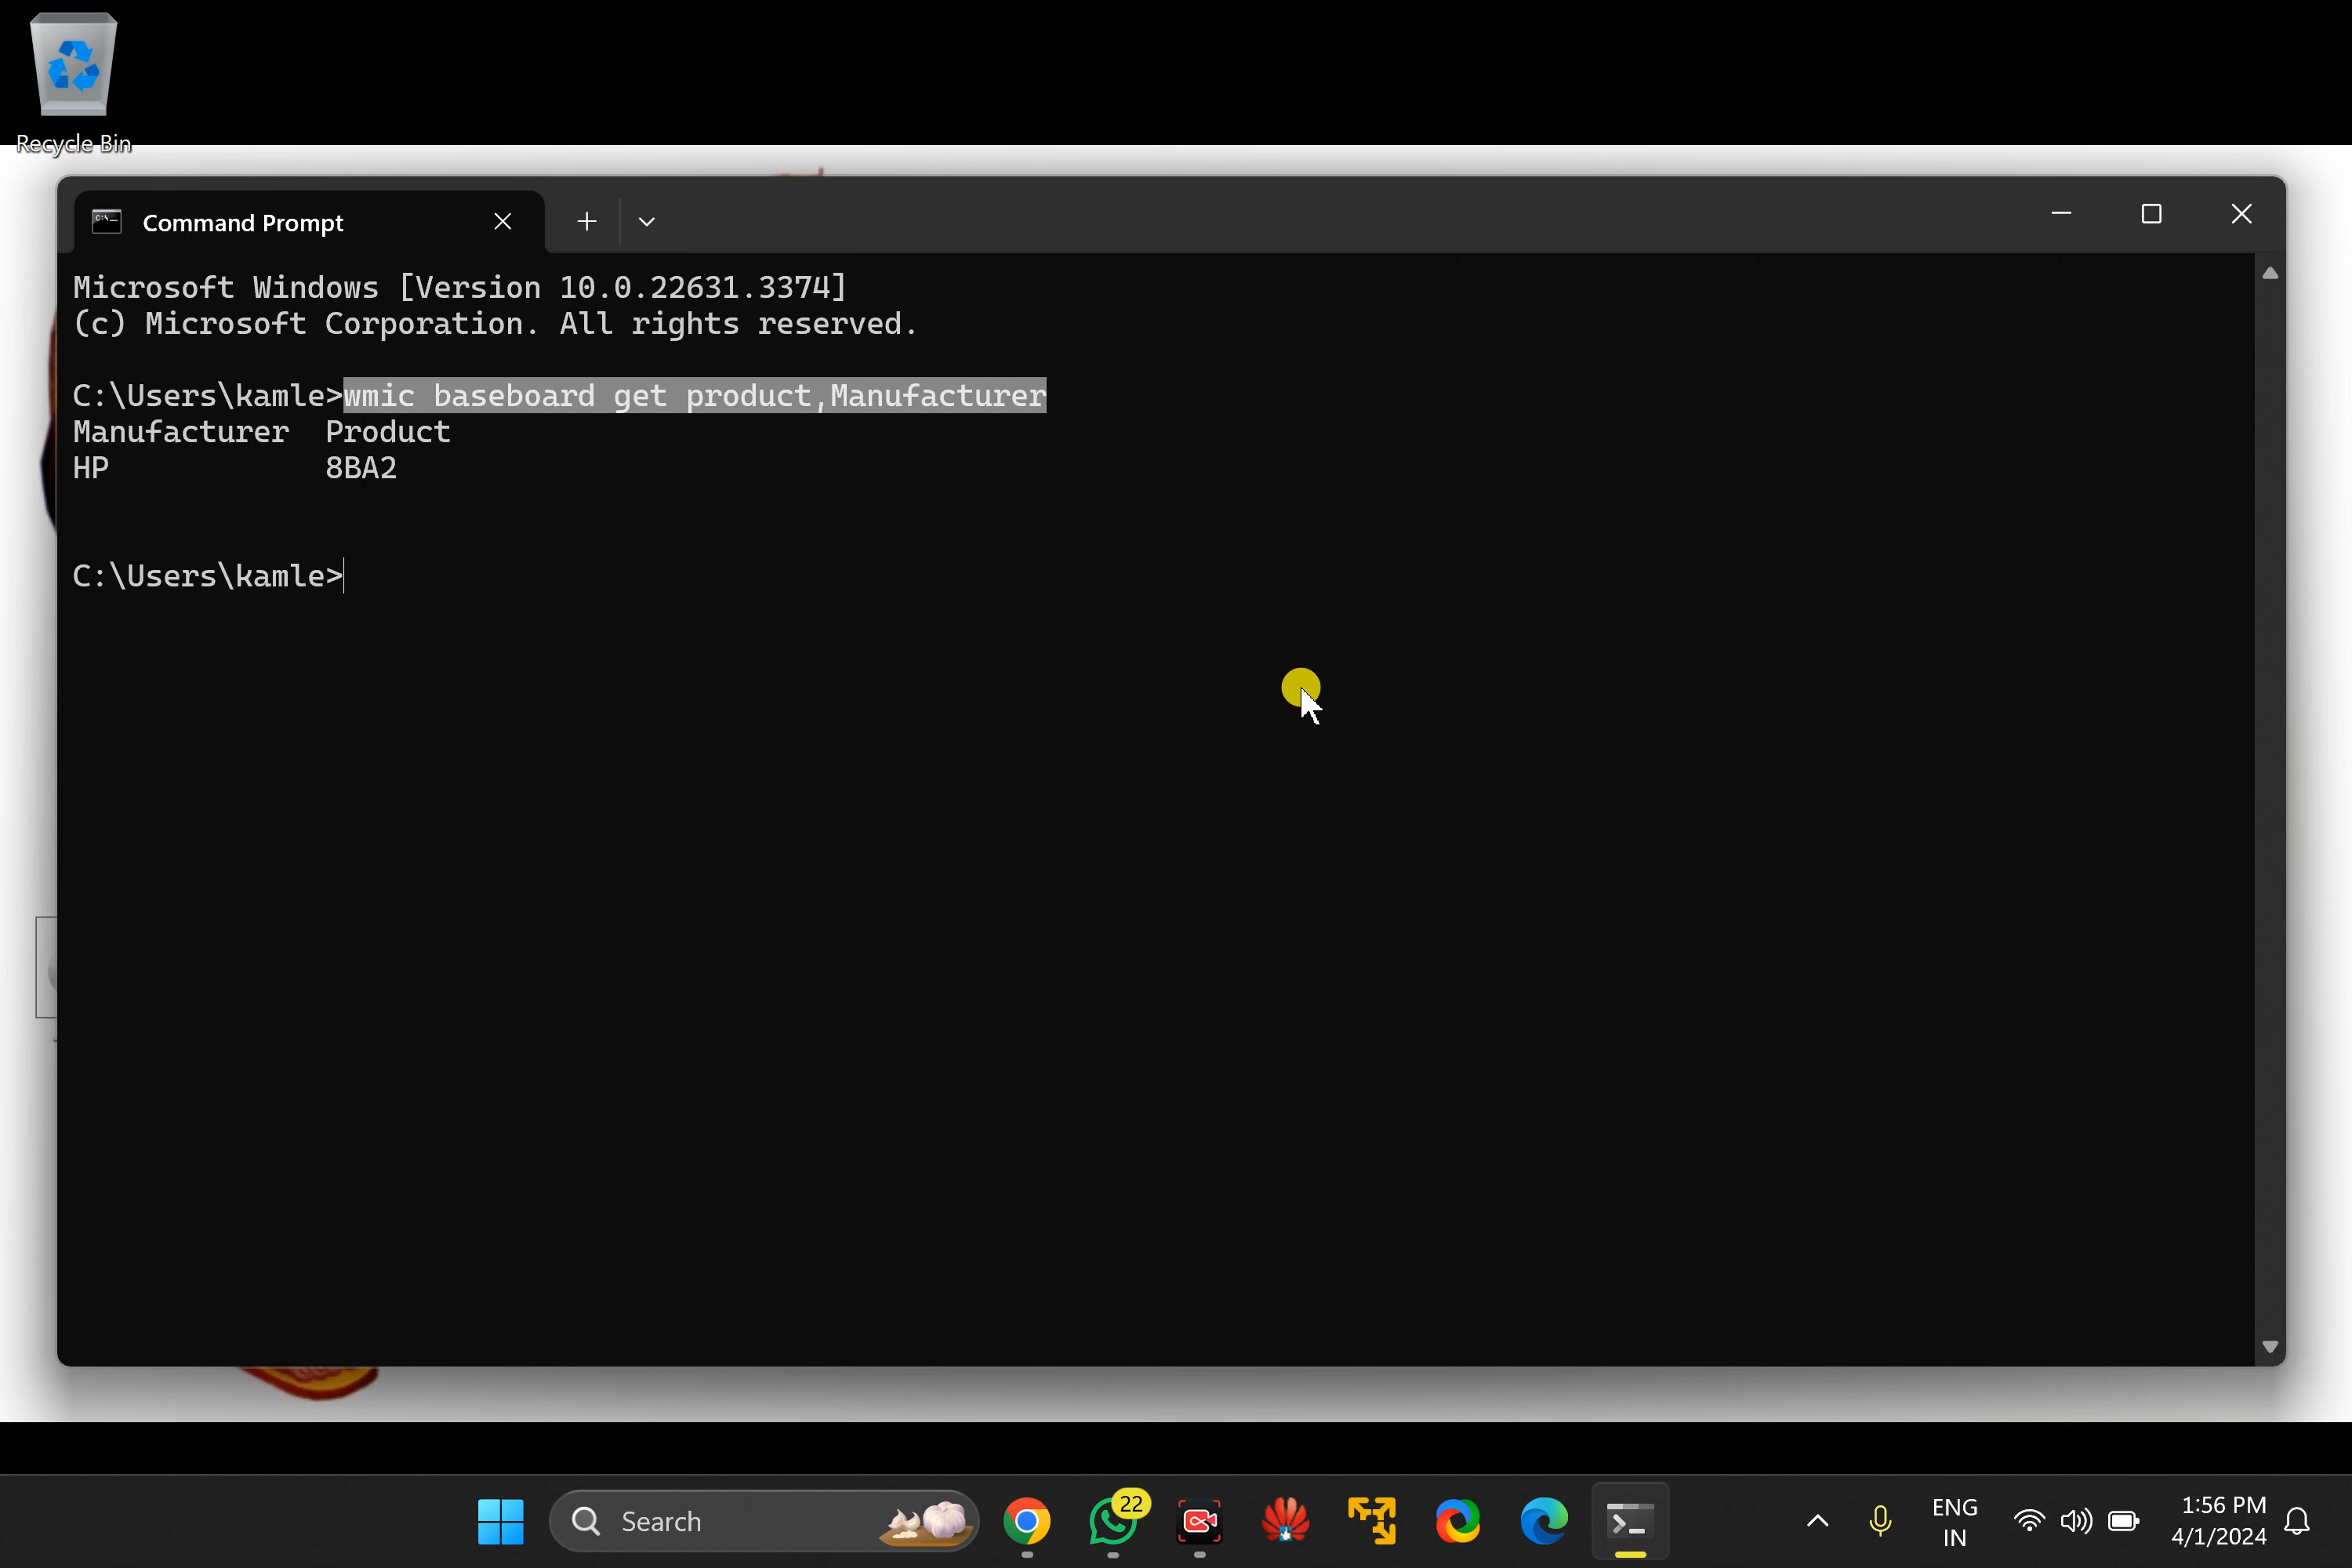 Recycle Bin
Command Prompt
Microsoft Windows [Version 10.0.22631.3374]
(c) Microsoft Corporation. All rights reserved.
C:\Users\kamle>wmic baseboard get product,Manufacturer
Manufacturer  Product
HP            8BA2
C:\Users\kamle>
Search
22
ENG
IN
1:56 PM
4/1/2024